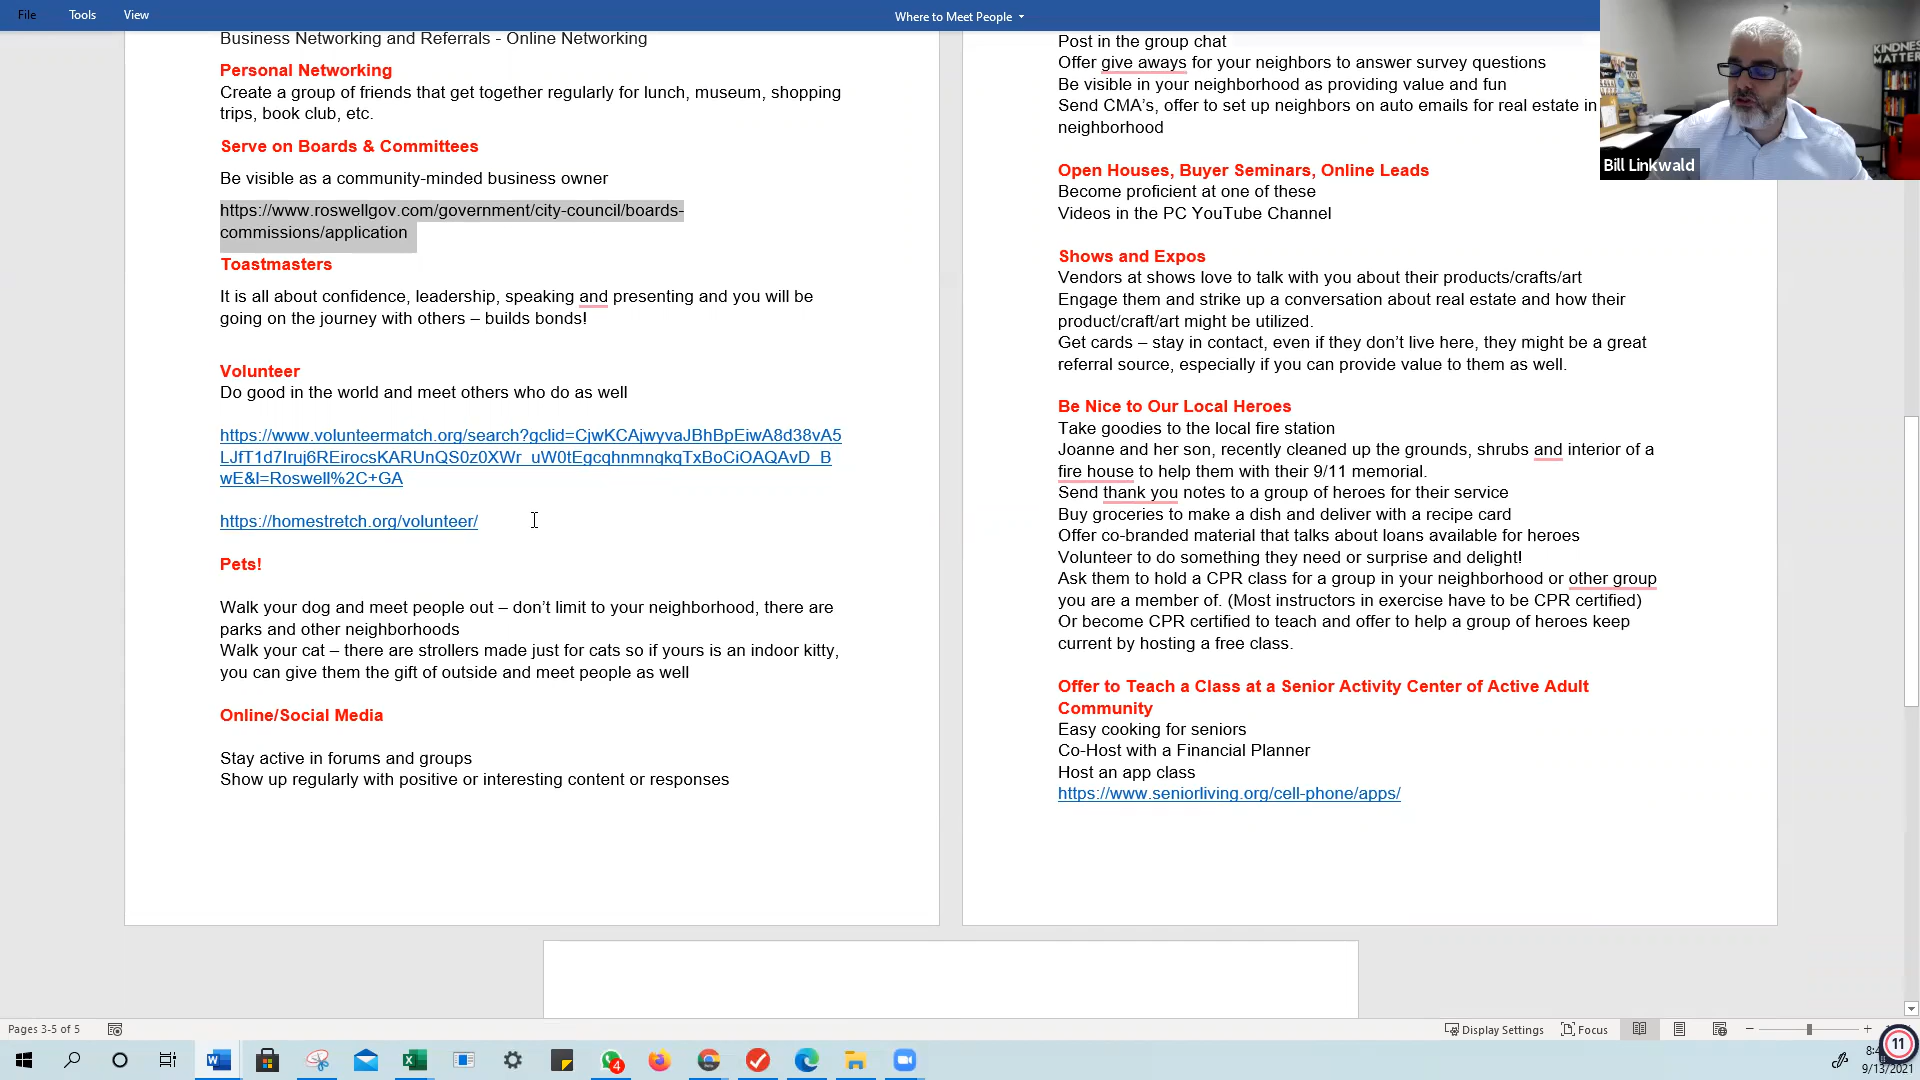 File Tools View Where to Meet People
Business Networking and Referrals - Online Networking
Personal Networking
Create a group of friends that get together regularly for lunch, museum, shopping
trips, book club, etc.
Serve on Boards & Committees
Be visible as a community-minded business owner
https://www.roswellgov.com/government/city-council/boards-
commissions/application
Toastmasters
It is all about confidence, leadership, speaking and presenting and you will be
going on the journey with others – builds bonds!
Volunteer
Do good in the world and meet others who do as well
https://www.volunteermatch.org/search?gclid=CjwKCAjwyvaJBhBpEiwA8d38vA5
LJfT1d7Iruj6REirocsKARUnQS0z0XWr_uW0tEgcqhnmnqkqTxBoCiOAQAvD_B
wE&l=Roswell%2C+GA
https://homestretch.org/volunteer/
Pets!
Walk your dog and meet people out – don’t limit to your neighborhood, there are
parks and other neighborhoods
Walk your cat – there are strollers made just for cats so if yours is an indoor kitty,
you can give them the gift of outside and meet people as well
Online/Social Media
Stay active in forums and groups
Show up regularly with positive or interesting content or responses
Post in the group chat
Offer give aways for your neighbors to answer survey questions
Be visible in your neighborhood as providing value and fun
Send CMA’s, offer to set up neighbors on auto emails for real estate in
neighborhood
Open Houses, Buyer Seminars, Online Leads
Become proficient at one of these
Videos in the PC YouTube Channel
Shows and Expos
Vendors at shows love to talk with you about their products/crafts/art
Engage them and strike up a conversation about real estate and how their
product/craft/art might be utilized.
Get cards – stay in contact, even if they don’t live here, they might be a great
referral source, especially if you can provide value to them as well.
Be Nice to Our Local Heroes
Take goodies to the local fire station
Joanne and her son, recently cleaned up the grounds, shrubs and interior of a
fire house to help them with their 9/11 memorial.
Send thank you notes to a group of heroes for their service
Buy groceries to make a dish and deliver with a recipe card
Offer co-branded material that talks about loans available for heroes
Volunteer to do something they need or surprise and delight!
Ask them to hold a CPR class for a group in your neighborhood or other group
you are a member of. (Most instructors in exercise have to be CPR certified)
Or become CPR certified to teach and offer to help a group of heroes keep
current by hosting a free class.
Offer to Teach a Class at a Senior Activity Center of Active Adult
Community
Easy cooking for seniors
Co-Host with a Financial Planner
Host an app class
https://www.seniorliving.org/cell-phone/apps/
KINDNESS
MATTER
Bill Linkwald
Pages 3-5 of 5
Display Settings Focus
4
11
9/13/2021